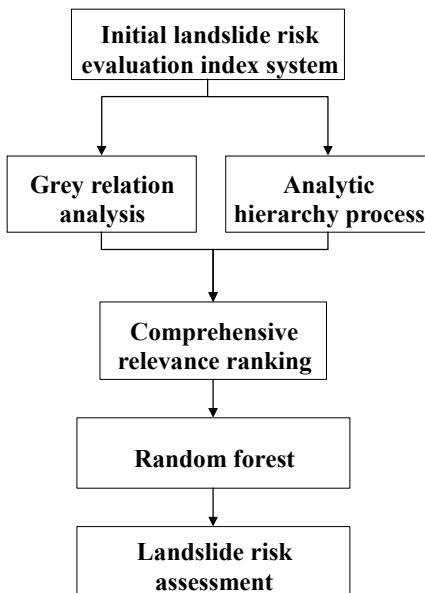 Initial landslide risk
evaluation index system
Grey relation
analysis
Analytic
hierarchy process
Comprehensive
relevance ranking
Random forest
Landslide risk
assessment